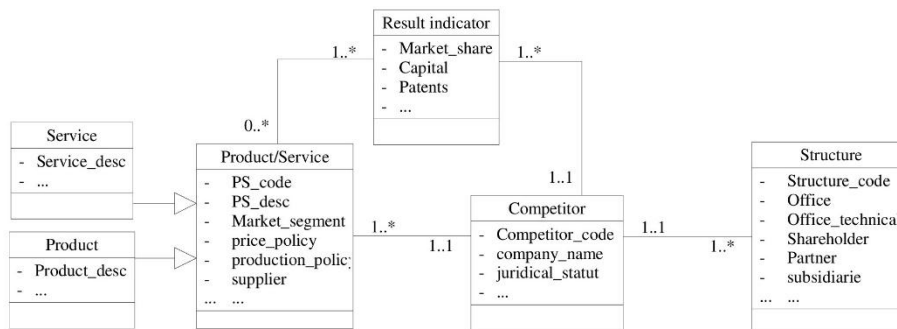 Result indicator
- Market_share
- Capital
- Patents
- ...
1..*
1..*
0..*
1..1
Service
- Service_desc
- ...
Product
- Product_desc
- ...
Product/Service
- PS_code
- PS_desc
- Market_segment
- price_policy
- production_policy
- supplier
... ...
1..*
1..1
Competitor
- Competitor_code
- company_name
- juridical_statut
- ...
1..1
1..*
Structure
- Structure_code
- Office
- Office_technical
- Shareholder
- Partner
- subsidiarie
... ...